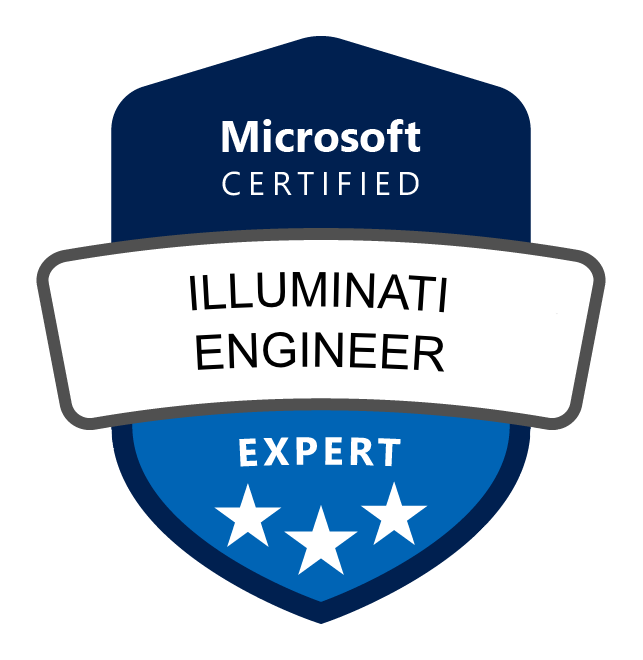 Microsoft
CERTIFIED
ILLUMINATI
ENGINEER
EXPERT